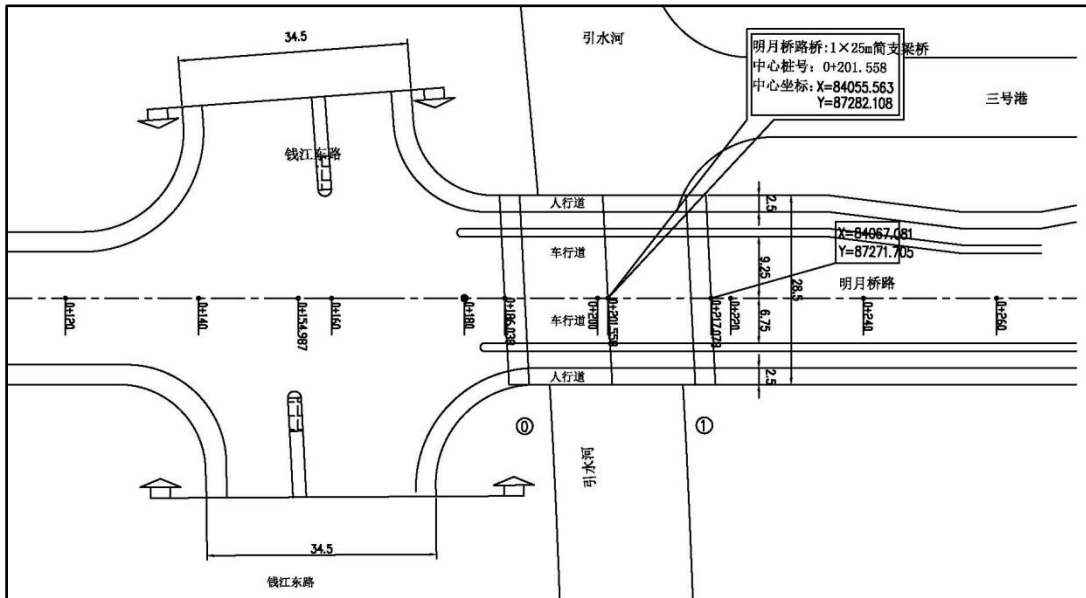 34.5
引水河
明月桥路桥:1×25m简支梁桥
中心桩号: 0+201.558
中心坐标: X=84055.563
Y=87282.108
三号港
钱江东路
人行道
2.5
X=84067.081
Y=87271.705
车行道
9.25
28.5
明月桥路
0+120
0+140
0+154.987
0+160
0+180
0+186.038
0+200
0+201.558
0+217.078
0+220
0+240
0+260
车行道
6.75
人行道
2.5
0
1
引水河
34.5
钱江东路